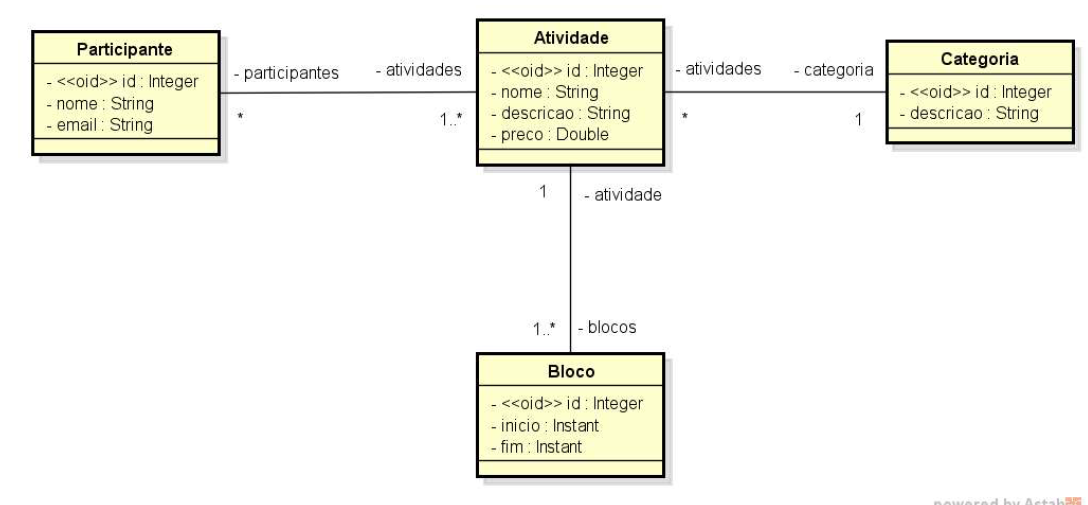 Participante
- <<oid>> id : Integer
- nome : String
- email : String
- participantes
*
- atividades
1..*
Atividade
- <<oid>> id : Integer
- nome : String
- descricao : String
- preco : Double
- atividades
*
- categoria
1
Categoria
- <<oid>> id : Integer
- descricao : String
1
- atividade
1..*
- blocos
Bloco
- <<oid>> id : Integer
- inicio : Instant
- fim : Instant
powered by Astah